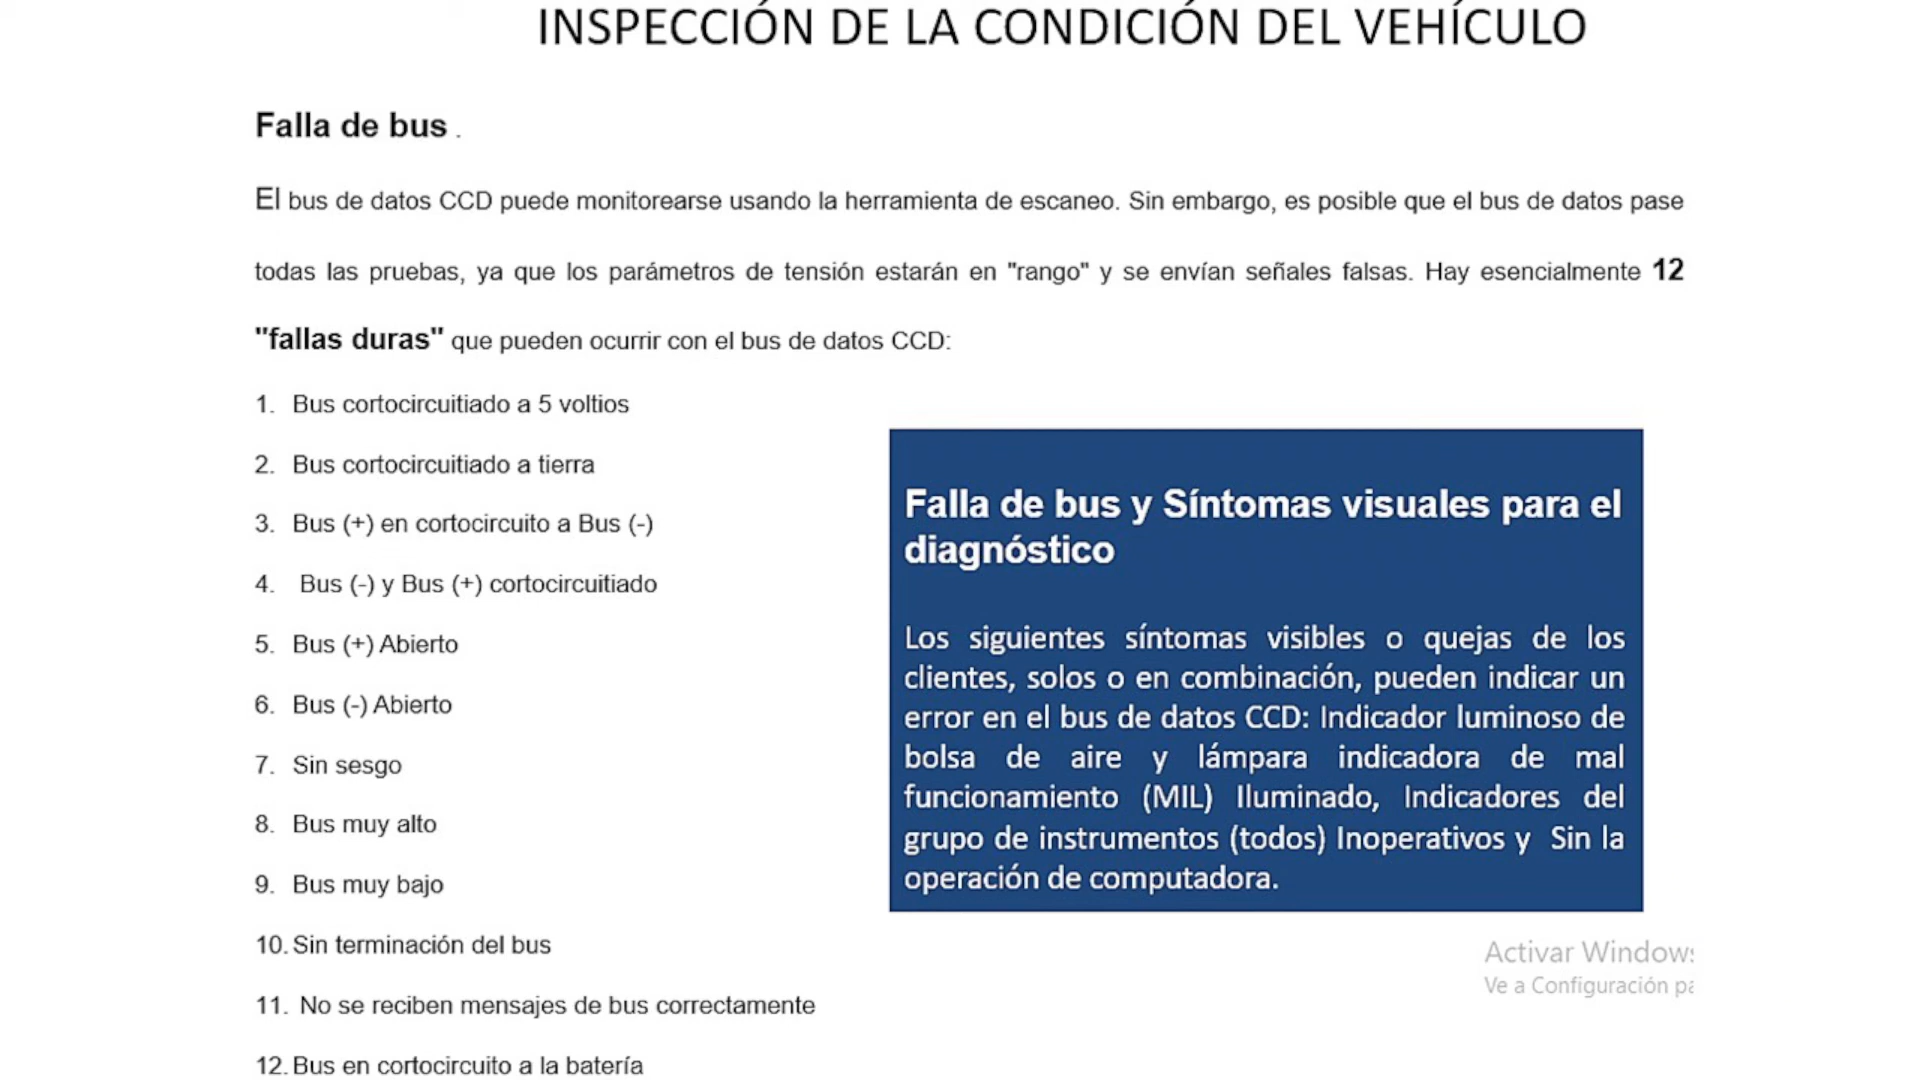 INSPECCIÓN DE LA CONDICIÓN DEL VEHÍCULO
Falla de bus .
El bus de datos CCD puede monitorearse usando la herramienta de escaneo. Sin embargo, es posible que el bus de datos pase
todas las pruebas, ya que los parámetros de tensión estarán en "rango" y se envían señales falsas. Hay esencialmente 12
"fallas duras" que pueden ocurrir con el bus de datos CCD:
1. Bus cortocircuitiado a 5 voltios
2. Bus cortocircuitiado a tierra
3. Bus (+) en cortocircuito a Bus (-)
4. Bus (-) y Bus (+) cortocircuitiado
5. Bus (+) Abierto
6. Bus (-) Abierto
7. Sin sesgo
8. Bus muy alto
9. Bus muy bajo
10. Sin terminación del bus
11. No se reciben mensajes de bus correctamente
12. Bus en cortocircuito a la batería
Falla de bus y Síntomas visuales para el
diagnóstico
Los siguientes síntomas visibles o quejas de los
clientes, solos o en combinación, pueden indicar un
error en el bus de datos CCD: Indicador luminoso de
bolsa de aire y lámpara indicadora de mal
funcionamiento (MIL) Iluminado, Indicadores del
grupo de instrumentos (todos) Inoperativos y Sin la
operación de computadora.
Activar Windows
Ve a Configuración pa